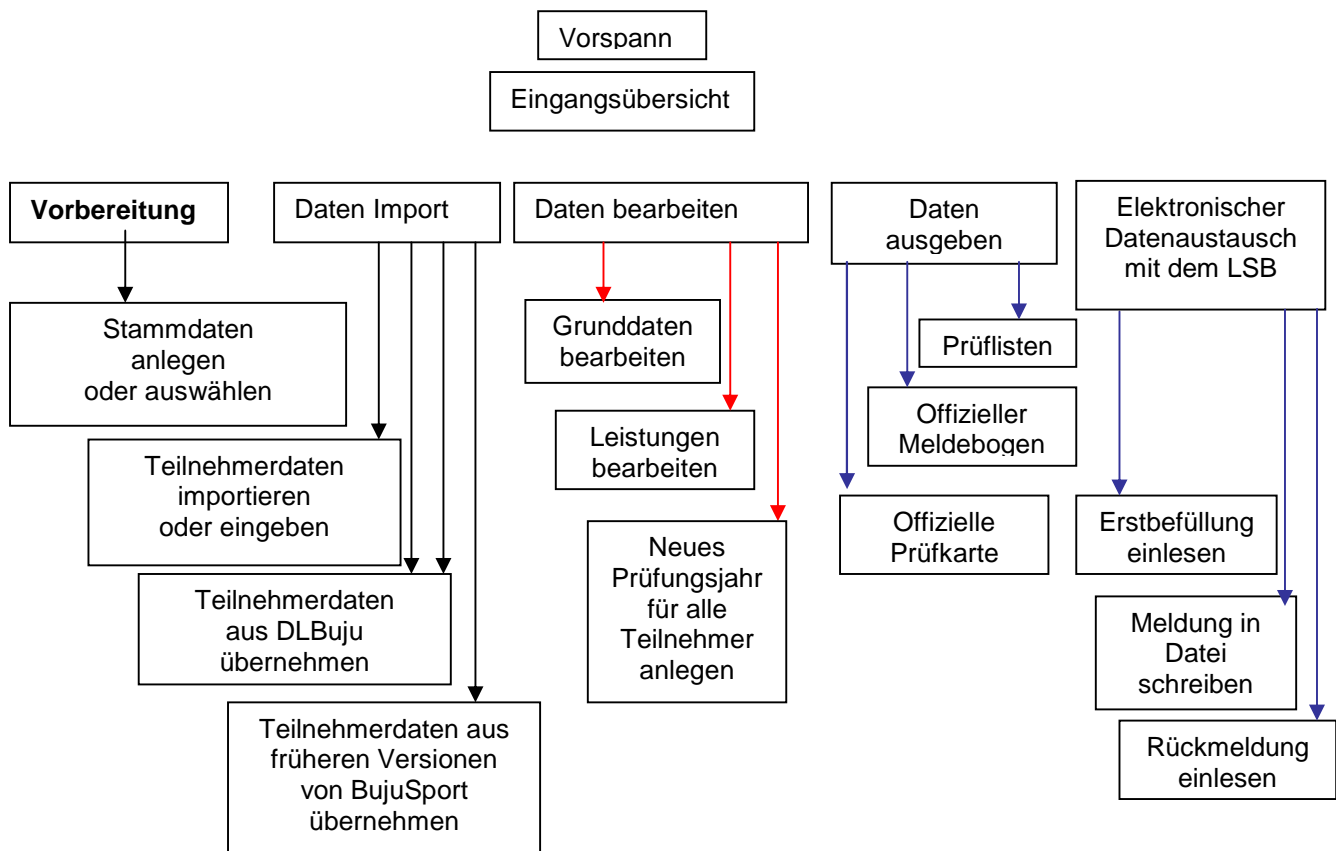 Vorspann
Eingangsübersicht
Vorbereitung
Stammdaten
anlegen
oder auswählen
Daten Import
Teilnehmerdaten
importieren
oder eingeben
Teilnehmerdaten
aus DLBuju
übernehmen
Teilnehmerdaten aus
früheren Versionen
von BujuSport
übernehmen
Daten bearbeiten
Grunddaten
bearbeiten
Leistungen
bearbeiten
Neues
Prüfungsjahr
für alle
Teilnehmer
anlegen
Daten
ausgeben
Prüflisten
Offizieller
Meldebogen
Offizielle
Prüfkarte
Elektronischer
Datenaustausch
mit dem LSB
Erstbefüllung
einlesen
Meldung in
Datei
schreiben
Rückmeldung
einlesen